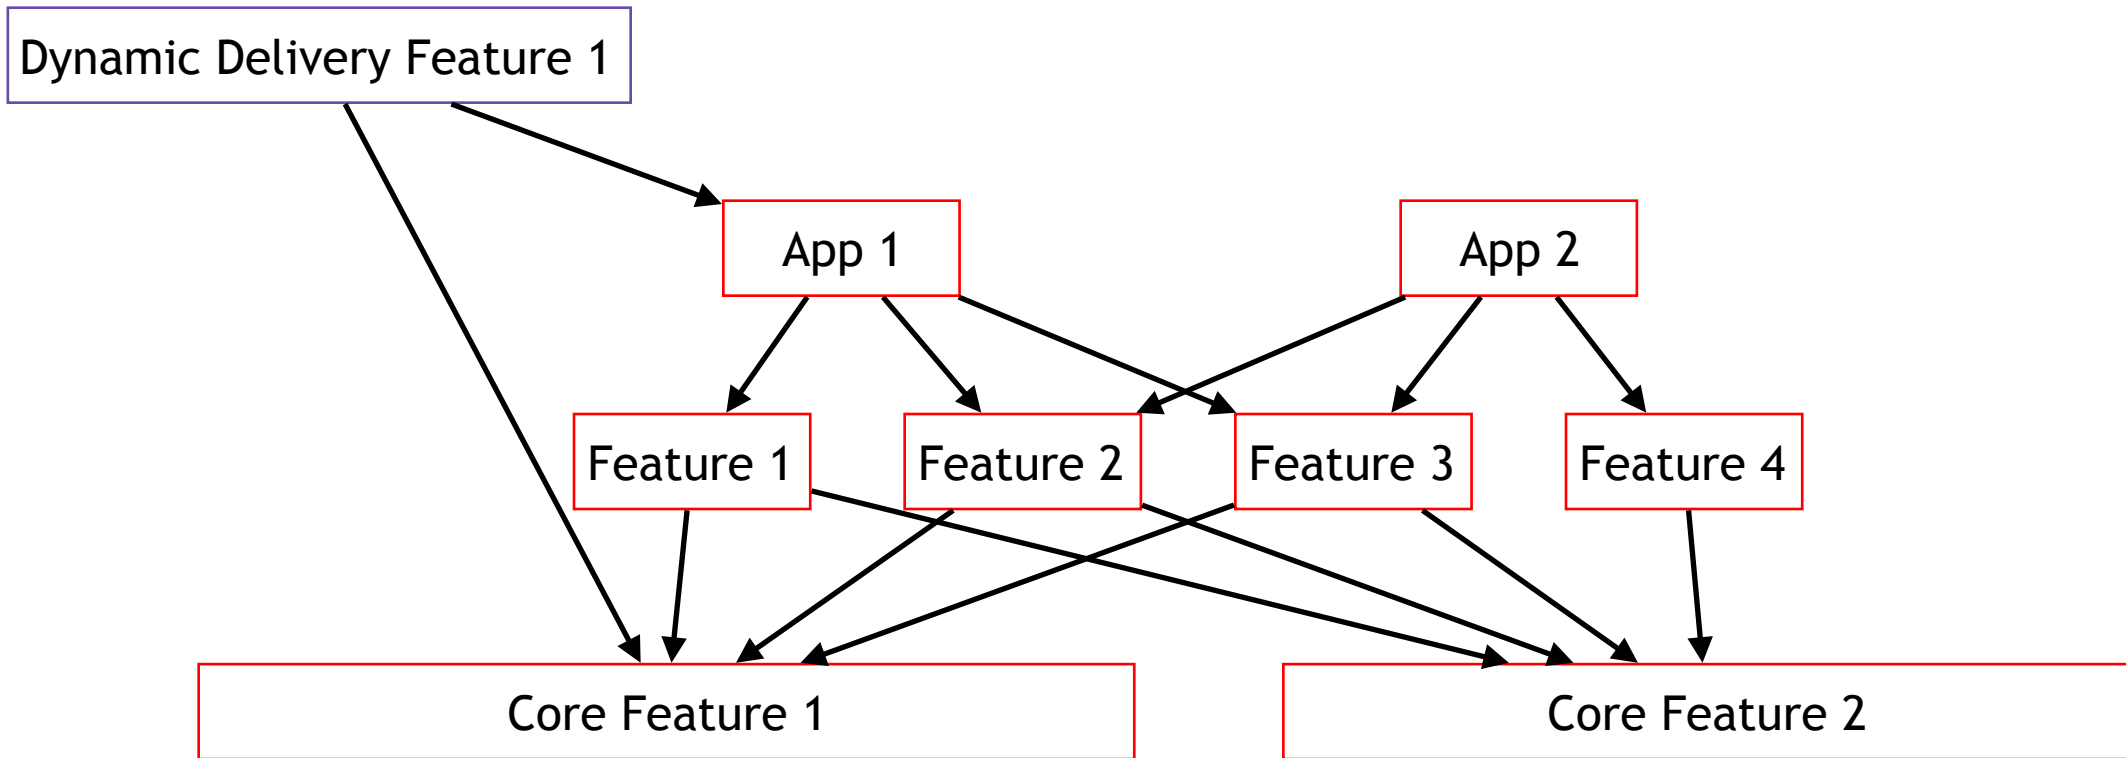 Dynamic Delivery Feature 1
App 1
App 2
Feature 1
Feature 2
Feature 3
Feature 4
Core Feature 1
Core Feature 2